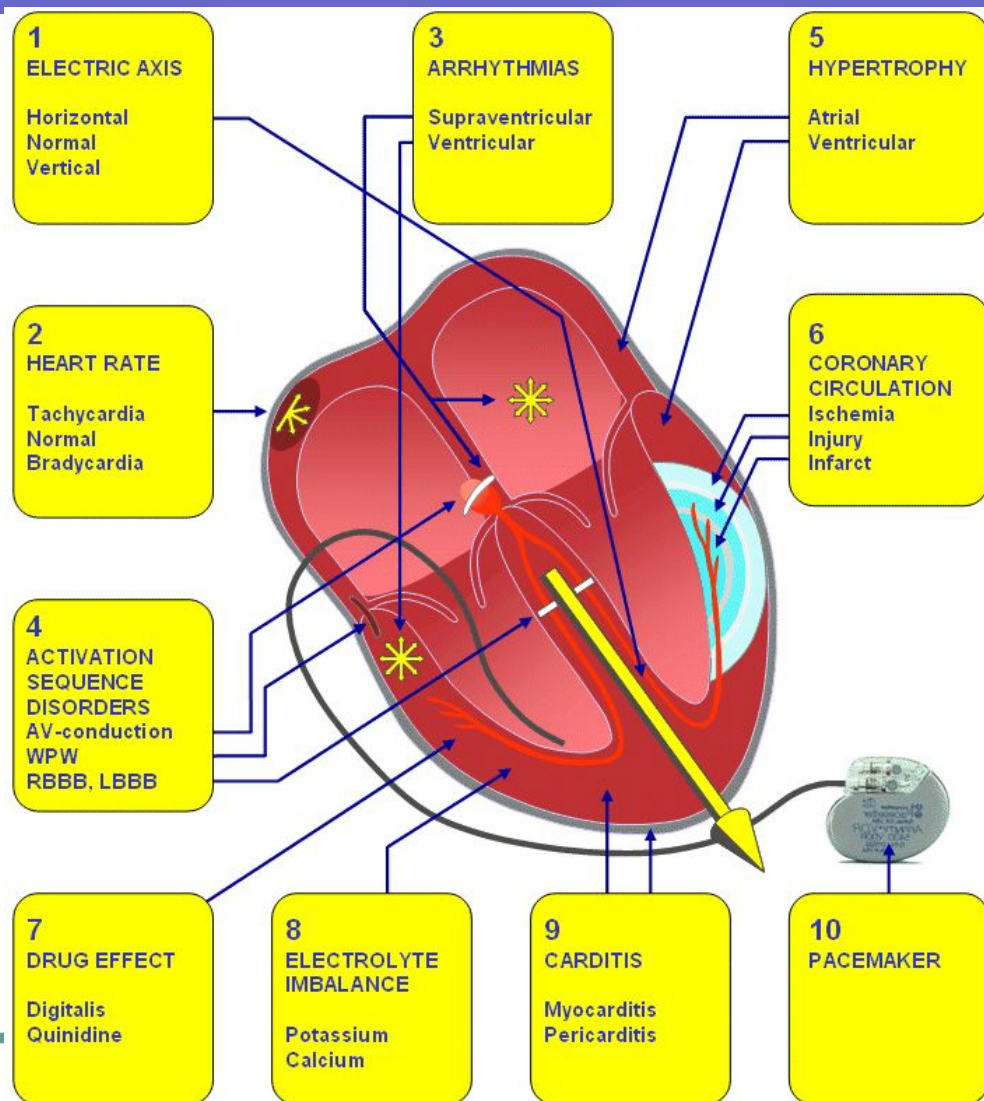 1
ELECTRIC AXIS
Horizontal
Normal
Vertical
3
ARRHYTHMIAS
Supraventricular
Ventricular
5
HYPERTROPHY
Atrial
Ventricular
2
HEART RATE
Tachycardia
Normal
Bradycardia
6
CORONARY
CIRCULATION
Ischemia
Injury
Infarct
4
ACTIVATION
SEQUENCE
DISORDERS
AV-conduction
WPW
RBBB, LBBB
7
DRUG EFFECT
Digitalis
Quinidine
8
ELECTROLYTE
IMBALANCE
Potassium
Calcium
9
CARDITIS
Myocarditis
Pericarditis
10
PACEMAKER